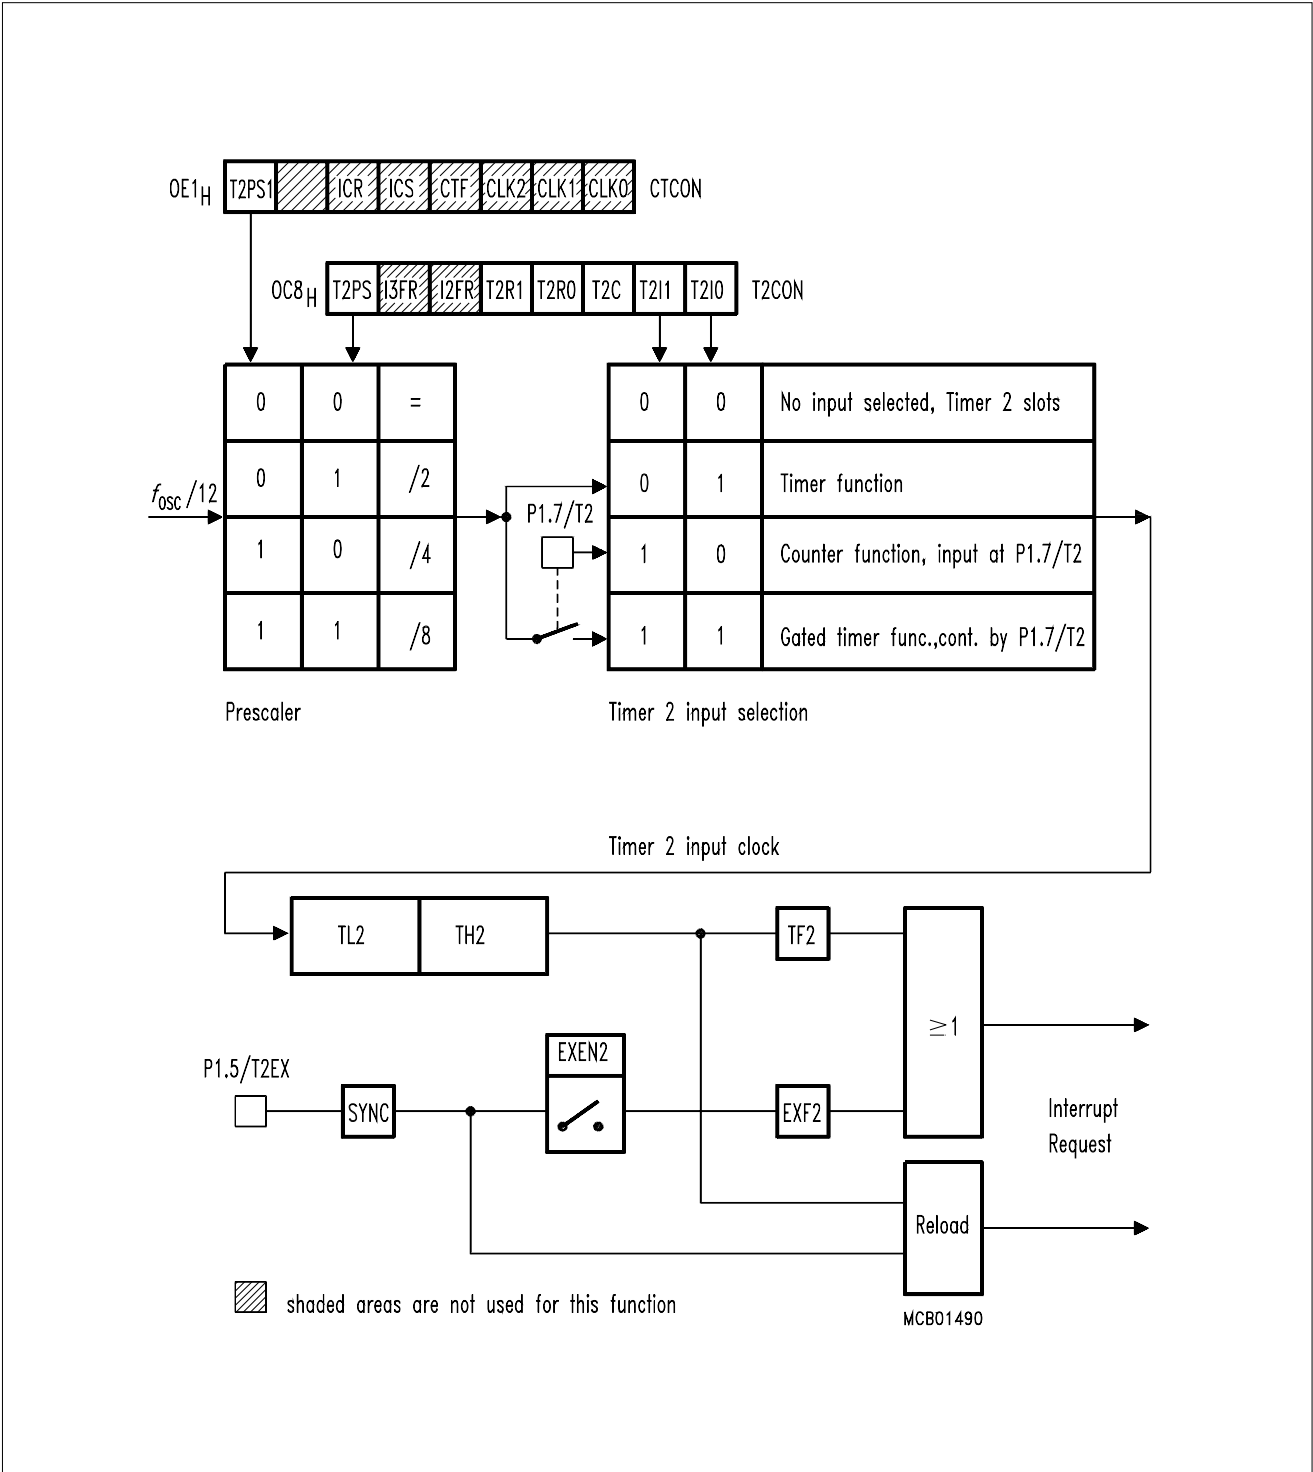 OE1H T2PS1 ICR ICS CTF CLK2 CLK1 CLK0 CTCON
OC8H T2PS I3FR I2FR T2R1 T2R0 T2C T2I1 T2I0 T2CON
0 0 =
0 1 /2
1 0 /4
1 1 /8
fOSC/12
P1.7/T2
0 0 No input selected, Timer 2 slots
0 1 Timer function
1 0 Counter function, input at P1.7/T2
1 1 Gated timer func.,cont. by P1.7/T2
Prescaler
Timer 2 input selection
Timer 2 input clock
TL2 TH2 TF2
≥1
EXEN2
P1.5/T2EX
SYNC EXF2
Interrupt
Request
Reload
shaded areas are not used for this function
MCB01490